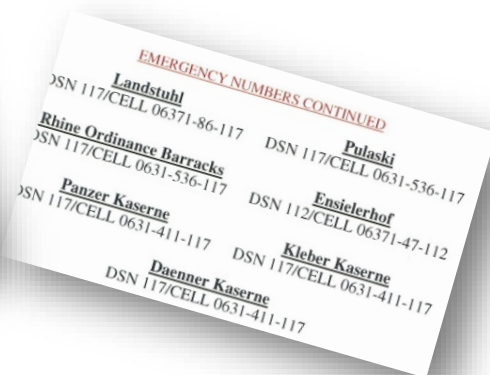 EMERGENCY NUMBERS CONTINUED
Landstuhl
DSN 117/CELL 06371-86-117
Rhine Ordinance Barracks
DSN 117/CELL 0631-536-117
Panzer Kaserne
DSN 117/CELL 0631-411-117
Pulaski
DSN 117/CELL 0631-536-117
Ensielerhof
DSN 112/CELL 06371-47-112
Kleber Kaserne
DSN 117/CELL 0631-411-117
Daenner Kaserne
DSN 117/CELL 0631-411-117